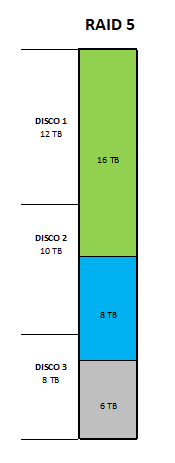 RAID 5
DISCO 1
12 TB
16 TB
DISCO 2
10 TB
8 TB
DISCO 3
8 TB
6 TB